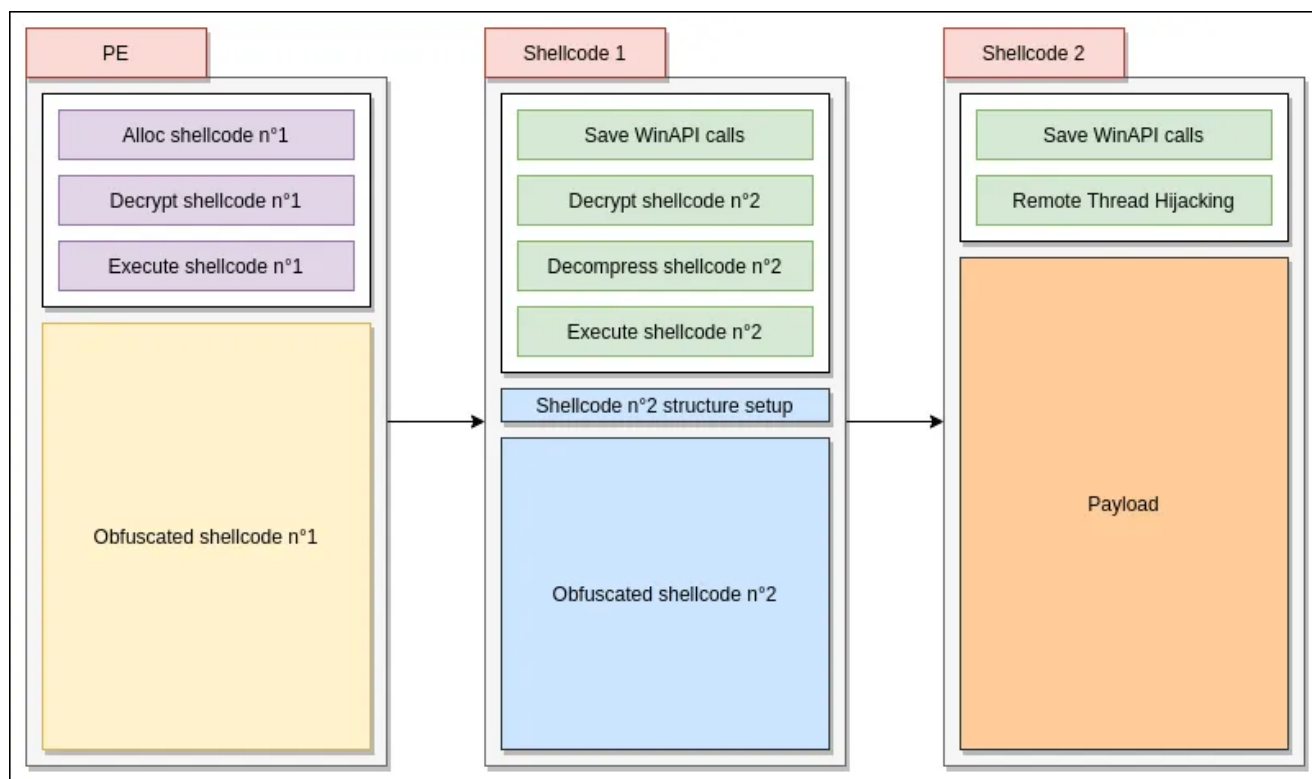 PE
Alloc shellcode n°1
Decrypt shellcode n°1
Execute shellcode n°1
Obfuscated shellcode n°1
Shellcode 1
Save WinAPI calls
Decrypt shellcode n°2
Decompress shellcode n°2
Execute shellcode n°2
Shellcode n°2 structure setup
Obfuscated shellcode n°2
Shellcode 2
Save WinAPI calls
Remote Thread Hijacking
Payload